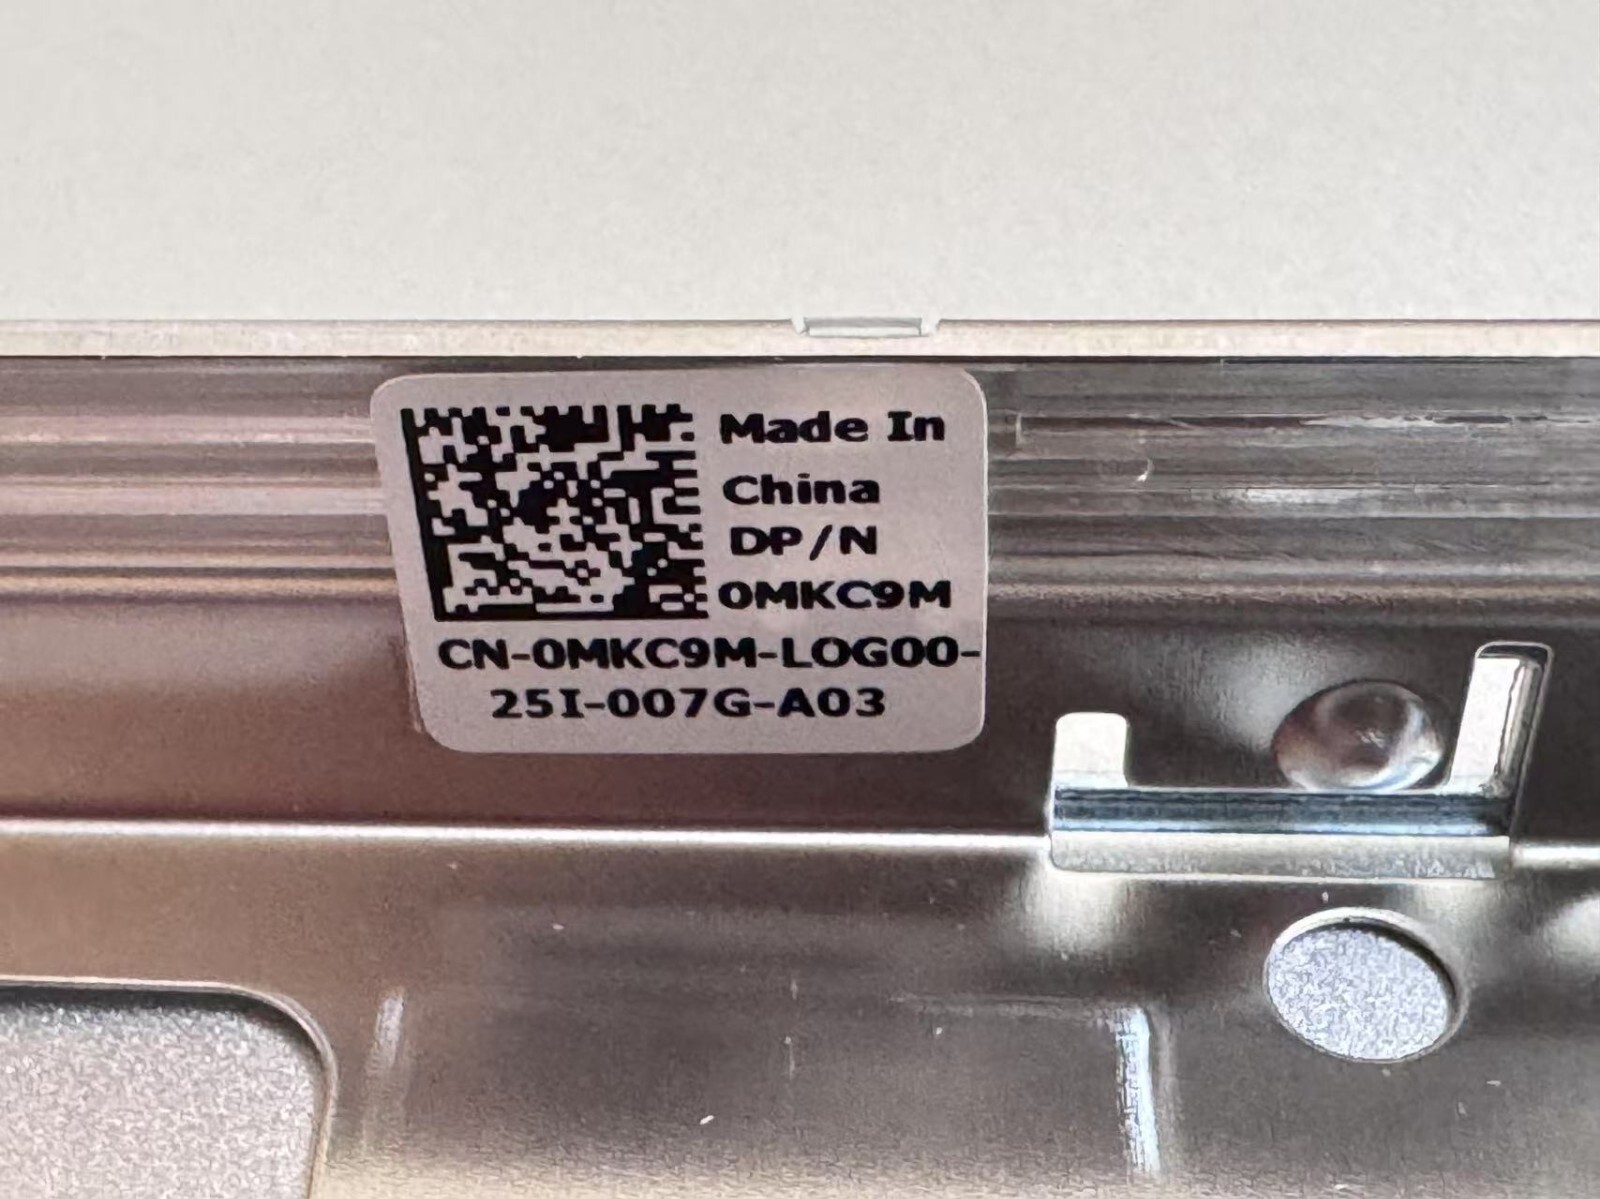 Made In
China
DP/N
0MKC9M
CN-0MKC9M-LOG00-
25I-007G-A03